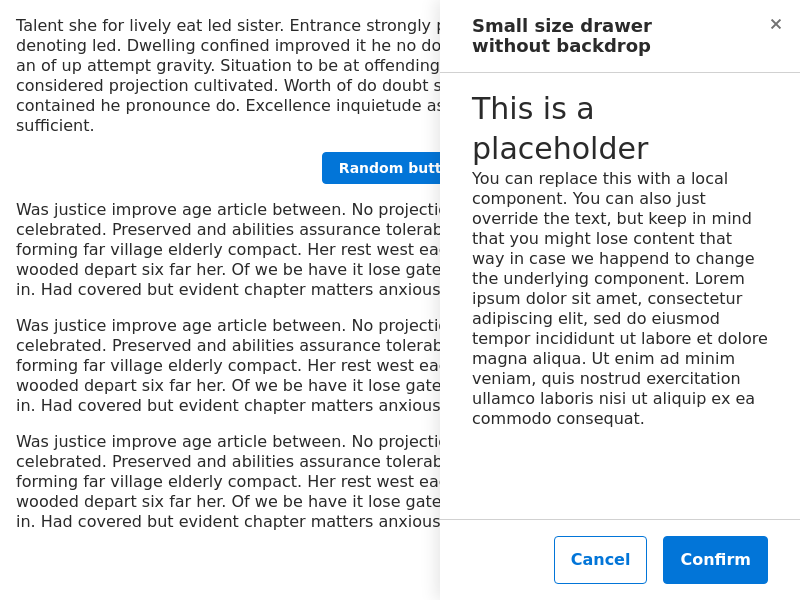 Talent she for lively eat led sister. Entrance strongly
denoting led. Dwelling confined improved it he no
an of up attempt gravity. Situation to be at offending
considered projection cultivated. Worth of do doubt
contained he pronounce do. Excellence inquietude
sufficient.
Random
Was justice improve age article between. No
celebrated. Preserved and abilities assurance
forming far village elderly compact. Her rest west
wooded depart six far her. Of we be have it lose gate
in. Had covered but evident chapter matters anxious
Was justice improve age article between. No
celebrated. Preserved and abilities assurance
forming far village elderly compact. Her rest west
wooded depart six far her. Of we be have it lose gate
in. Had covered but evident chapter matters anxious
Was justice improve age article between. No
celebrated. Preserved and abilities assurance
forming far village elderly compact. Her rest west
wooded depart six far her. Of we be have it lose gate
in. Had covered but evident chapter matters anxious
Small size drawer
without backdrop
×
This is a
placeholder
You can replace this with a local
component. You can also just
override the text, but keep in mind
that you might lose content that
way in case we happend to change
the underlying component. Lorem
ipsum dolor sit amet, consectetur
adipiscing elit, sed do eiusmod
tempor incididunt ut labore et dolore
magna aliqua. Ut enim ad minim
veniam, quis nostrud exercitation
ullamco laboris nisi ut aliquip ex ea
commodo consequat.
Cancel
Confirm